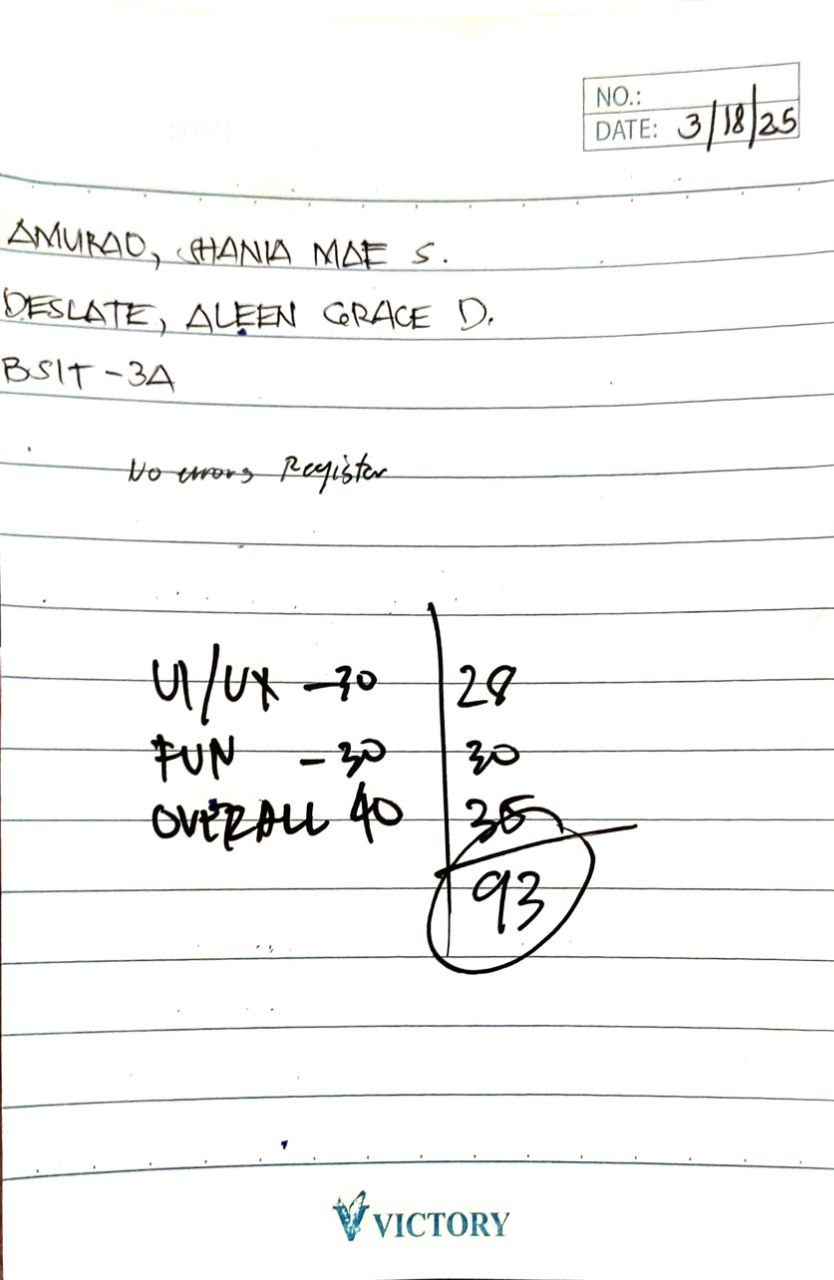 NO.:
DATE: 3/18/25
AMURAO, SHANIA MAE S.
DESLATE, ALEEN GRACE D.
BSIT - 3A
No errors Register
UI/UX - 30 28
FUN - 30 30
OVERALL 40 35
93
VICTORY